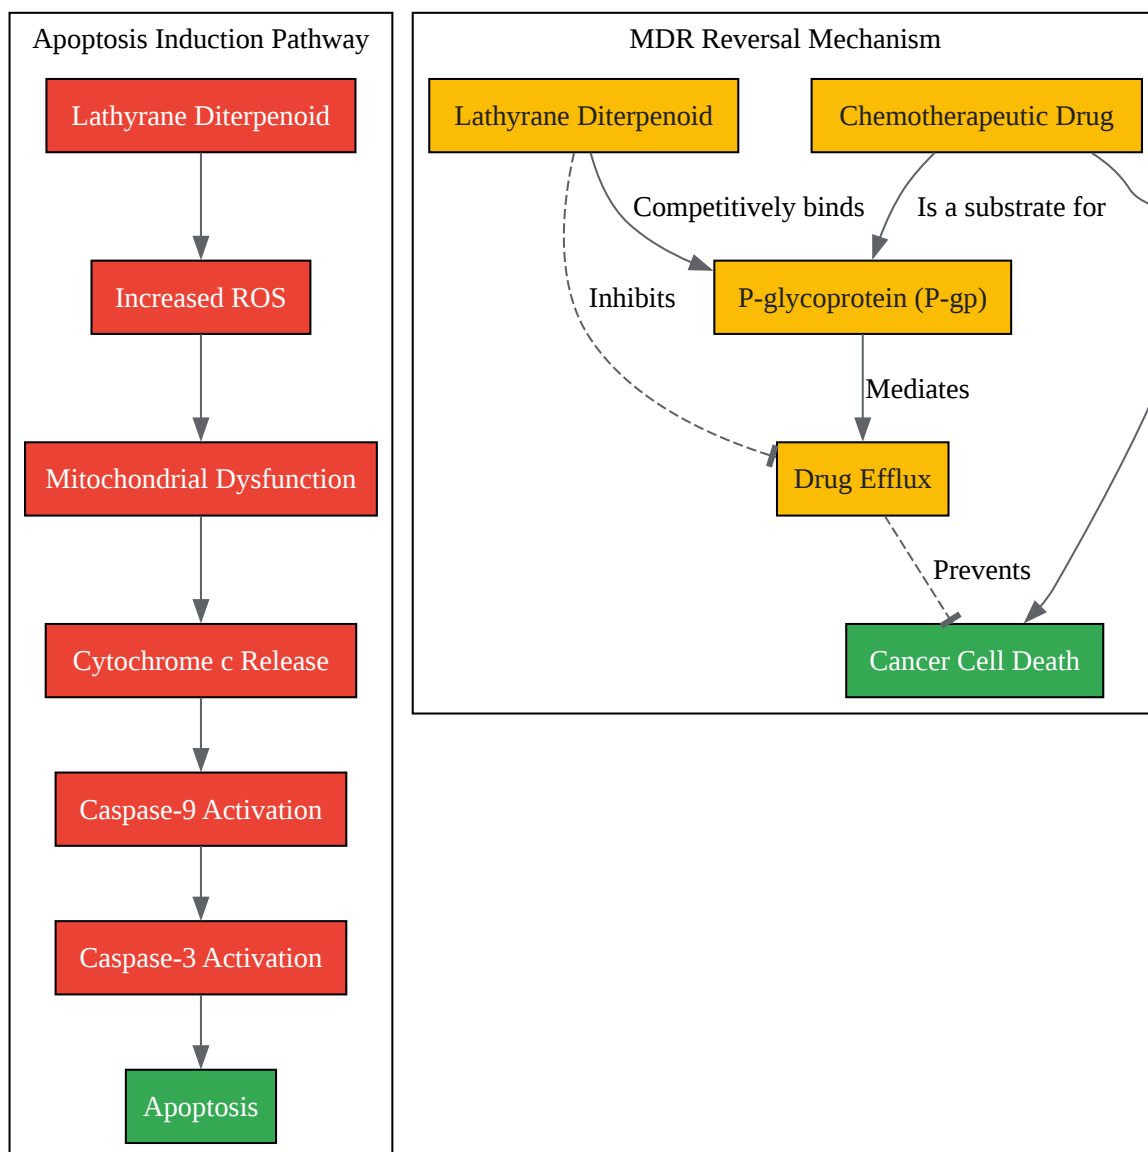 Apoptosis Induction Pathway
Lathyrane Diterpenoid
Increased ROS
Mitochondrial Dysfunction
Cytochrome c Release
Caspase-9 Activation
Caspase-3 Activation
Apoptosis
MDR Reversal Mechanism
Lathyrane Diterpenoid
Chemotherapeutic Drug
Competitively binds
Is a substrate for
Inhibits
P-glycoprotein (P-gp)
Mediates
Drug Efflux
Prevents
Cancer Cell Death